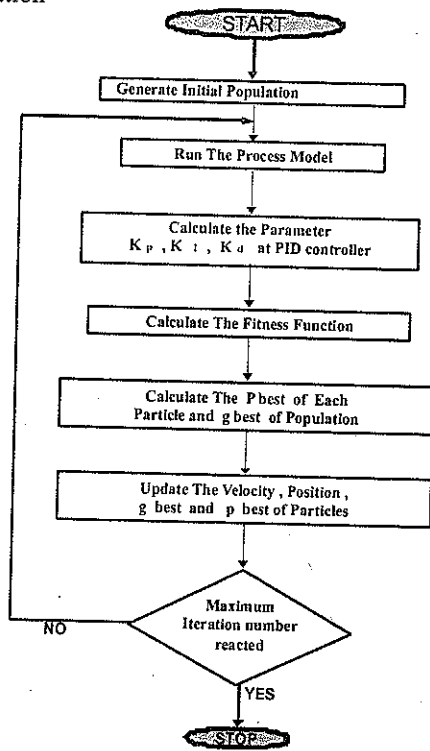 START
Generate Initial Population
Run The Process Model
Calculate the Parameter
K p , K i , K d at PID controller
Calculate The Fitness Function
Calculate The P best of Each
Particle and g best of Population
Update The Velocity , Position ,
g best and p best of Particles
Maximum
Iteration number
reacted
NO
YES
STOP